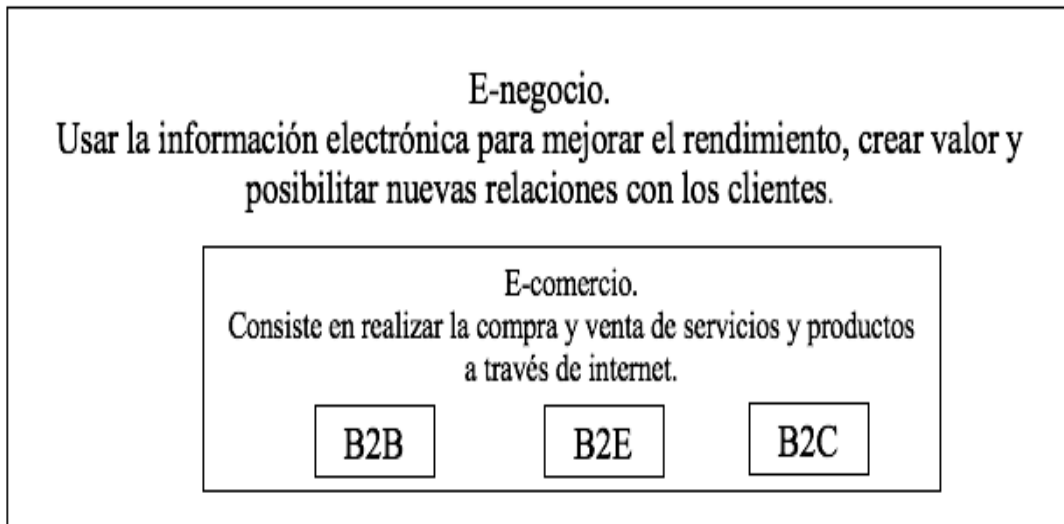 E-negocio.
Usar la información electrónica para mejorar el rendimiento, crear valor y
posibilitar nuevas relaciones con los clientes.
E-comercio.
Consiste en realizar la compra y venta de servicios y productos
a través de internet.
B2B B2E B2C